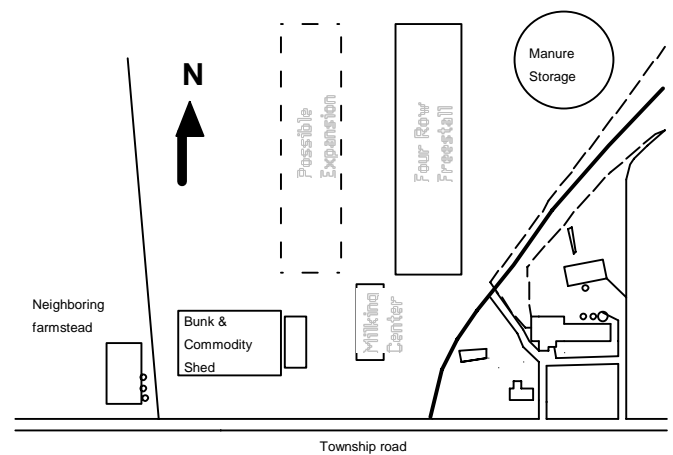 Manure
Storage
N
Possible
Expansion
Four Row
Freestall
Neighboring
farmstead
Bunk &
Commodity
Shed
Milking
Center
Township road